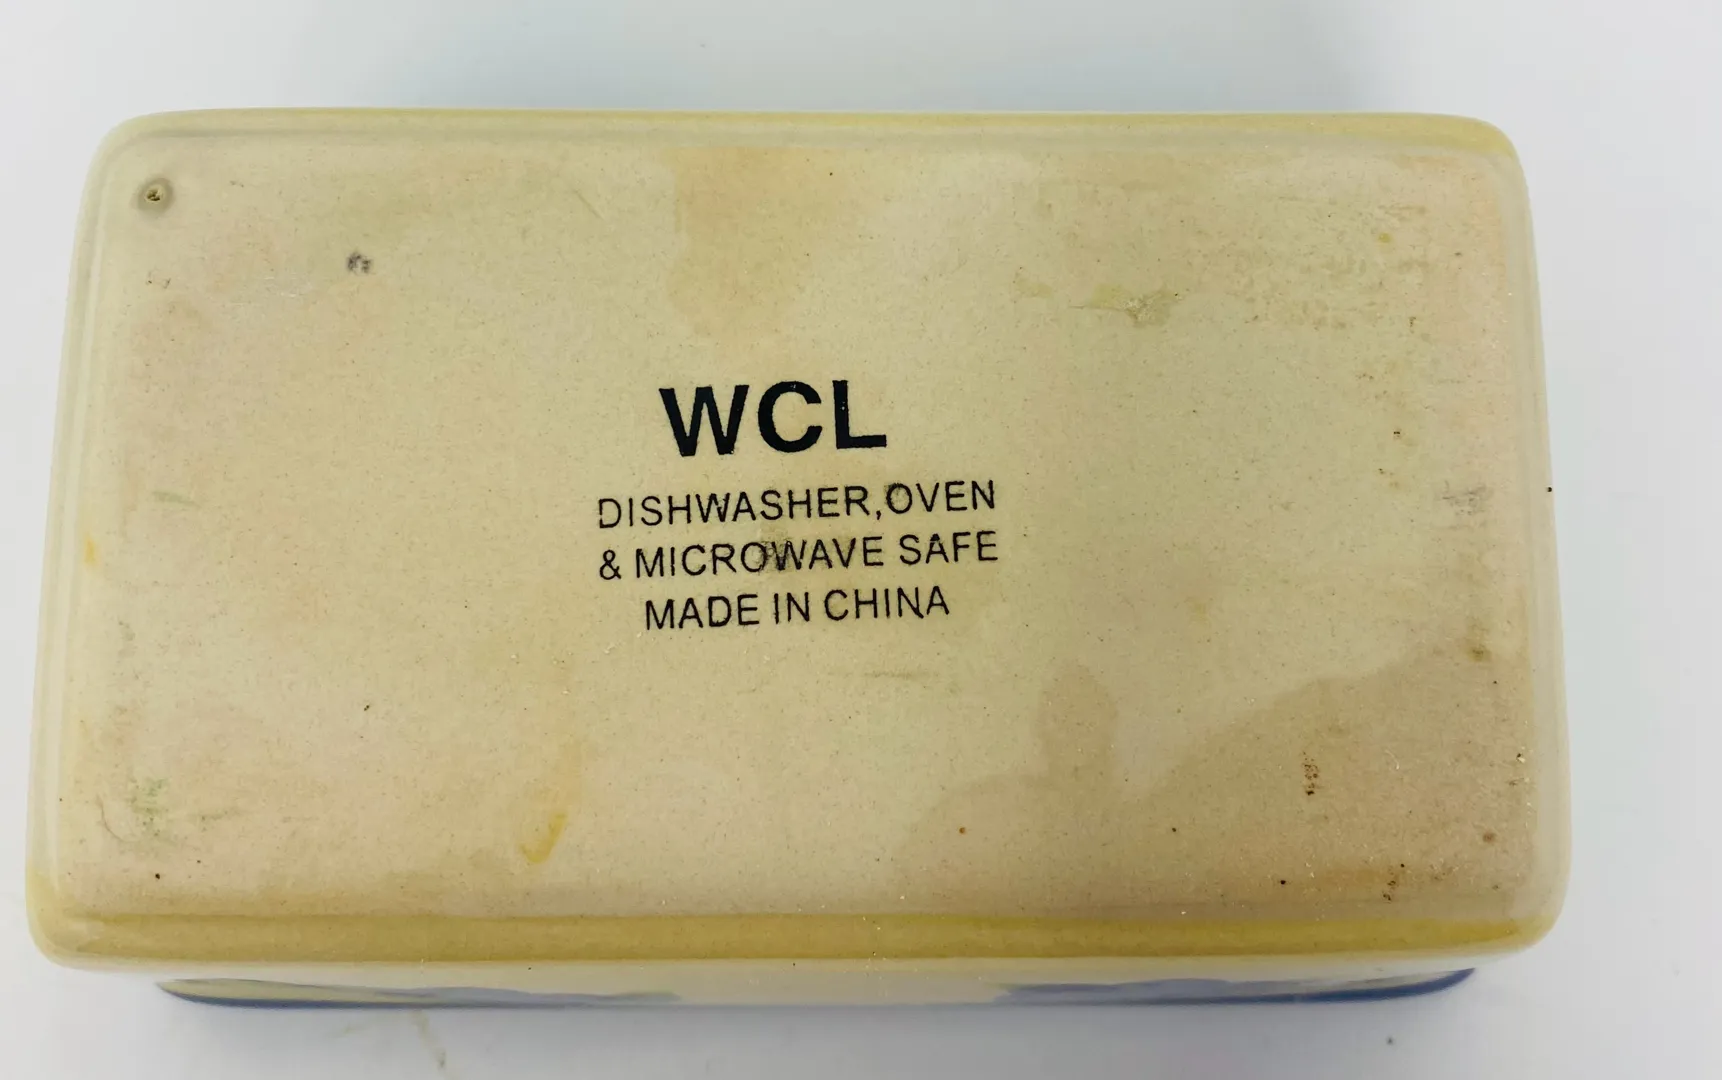 WCL
DISHWASHER,OVEN
& MICROWAVE SAFE
MADE IN CHINA